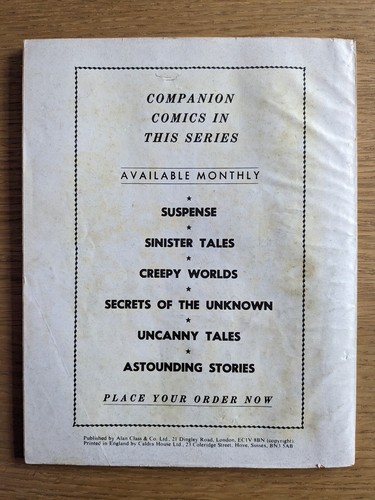 COMPANION
COMICS IN
THIS SERIES
AVAILABLE MONTHLY
★
SUSPENSE
★
SINISTER TALES
★
CREEPY WORLDS
★
SECRETS OF THE UNKNOWN
★
UNCANNY TALES
★
ASTOUNDING STORIES
PLACE YOUR ORDER NOW
Published by Alan Class & Co. Ltd., 21 Dingley Road, London, EC1V 8BN (copyright).
Printed in England by Caldra House Ltd., 23 Coleridge Street, Hove, Sussex, BN3 5AB